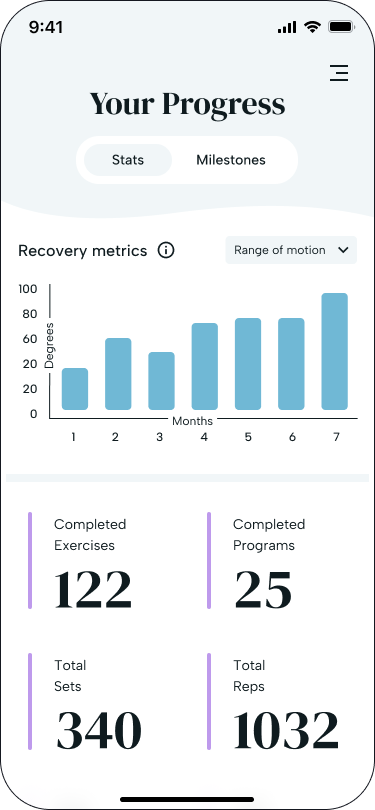 9:41
Your Progress
Stats Milestones
Recovery metrics Range of motion
100
80
60
20
20
0
Degrees
Months
1 2 3 4 5 6 7
Completed
Exercises
122
Completed
Programs
25
Total
Sets
340
Total
Reps
1032